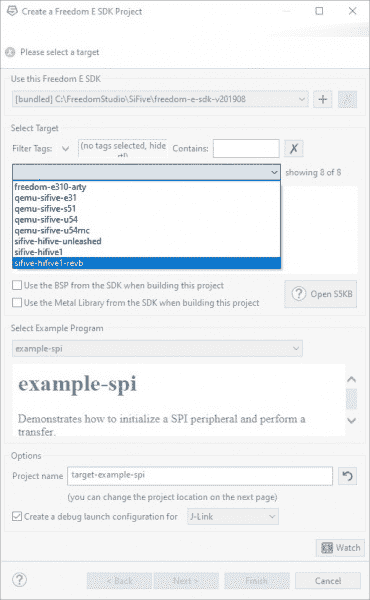 Create a Freedom E SDK Project
Please select a target
Use this Freedom E SDK
[bundled] C:\FreedomStudio\SiFive\freedom-e-sdk-v201908
Select Target
Filter Tags:
(no tags selected, hide
Contains:
showing 8 of 8
freedom-e310-arty
qemu-sifive-e31
qemu-sifive-s51
qemu-sifive-u54
qemu-sifive-u54mc
sifive-hifive-unleashed
sifive-hifive1
sifive-hifive1-revb
Use the BSP from the SDK when building this project
Use the Metal Library from the SDK when building this project
Open S5KB
Select Example Program
example-spi
example-spi
Demonstrates how to initialize a SPI peripheral and perform a
transfer.
Options
Project name
target-example-spi
(you can change the project location on the next page)
Create a debug launch configuration for
J-Link
Watch
< Back
Next >
Finish
Cancel